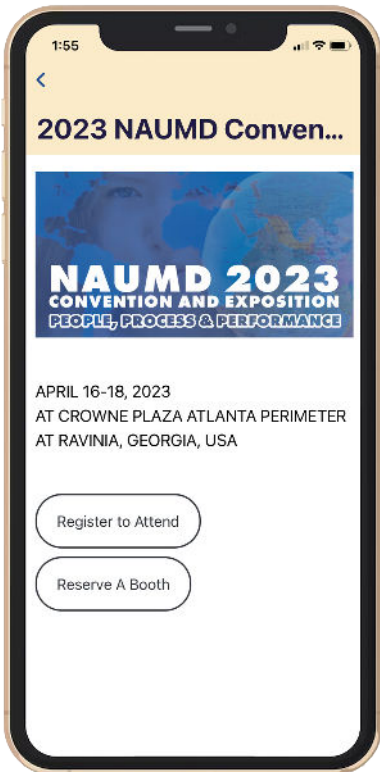 1:55
2023 NAUMD Conven...
NAUMD 2023
CONVENTION AND EXPOSITION
PEOPLE, PROCESS & PERFORMANCE
APRIL 16-18, 2023
AT CROWNE PLAZA ATLANTA PERIMETER
AT RAVINIA, GEORGIA, USA
Register to Attend
Reserve A Booth